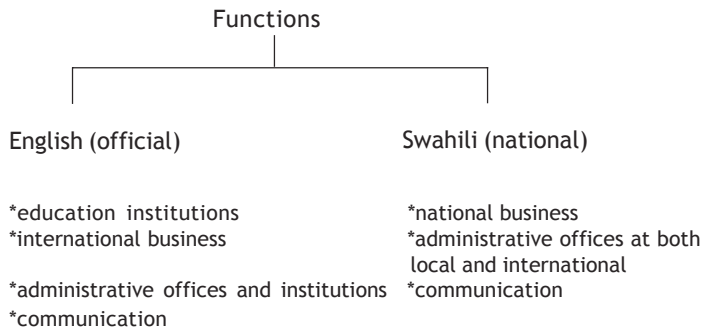 Functions
English (official)
Swahili (national)
*education institutions
*international business
*administrative offices and institutions
*communication
*national business
*administrative offices at both
local and international
*communication